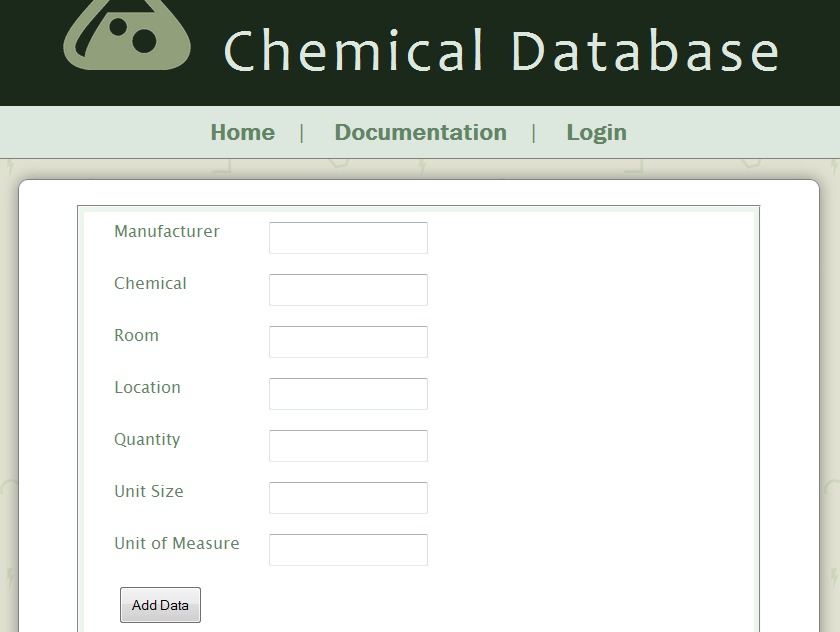 Chemical Database
Home | Documentation | Login
Manufacturer
Chemical
Room
Location
Quantity
Unit Size
Unit of Measure
Add Data